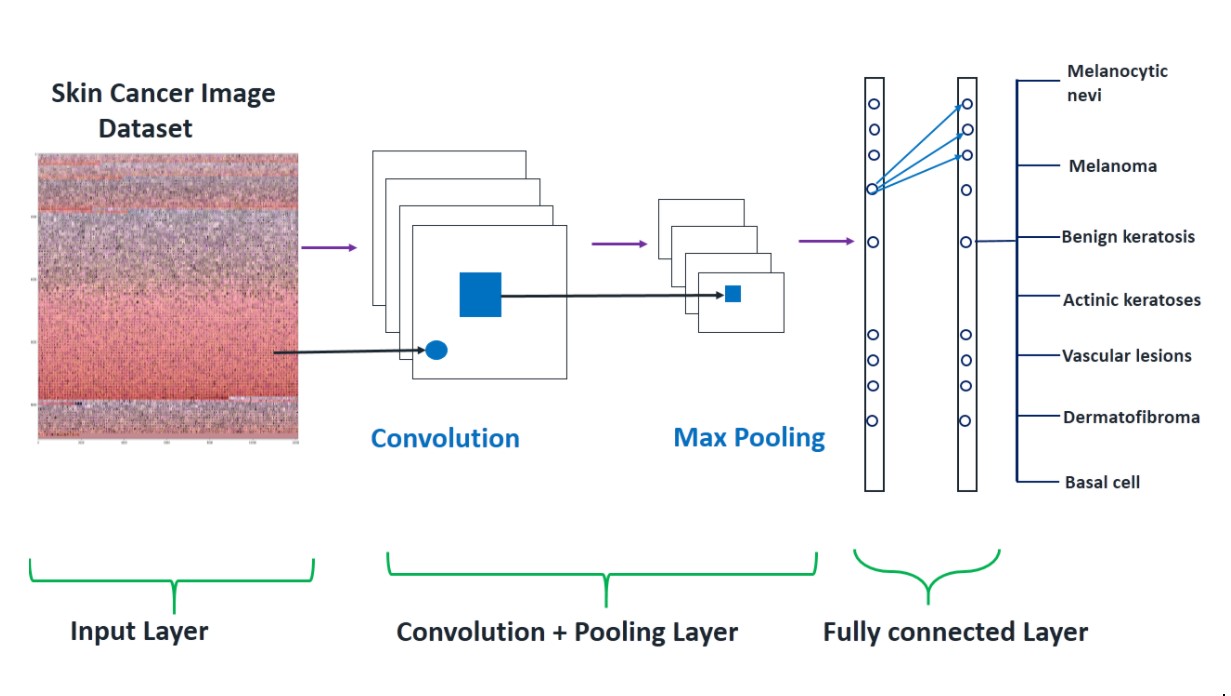 Skin Cancer Image
Dataset
Convolution
Max Pooling
Melanocytic
nevi
Melanoma
Benign keratosis
Actinic keratoses
Vascular lesions
Dermatofibroma
Basal cell
Input Layer
Convolution + Pooling Layer
Fully connected Layer